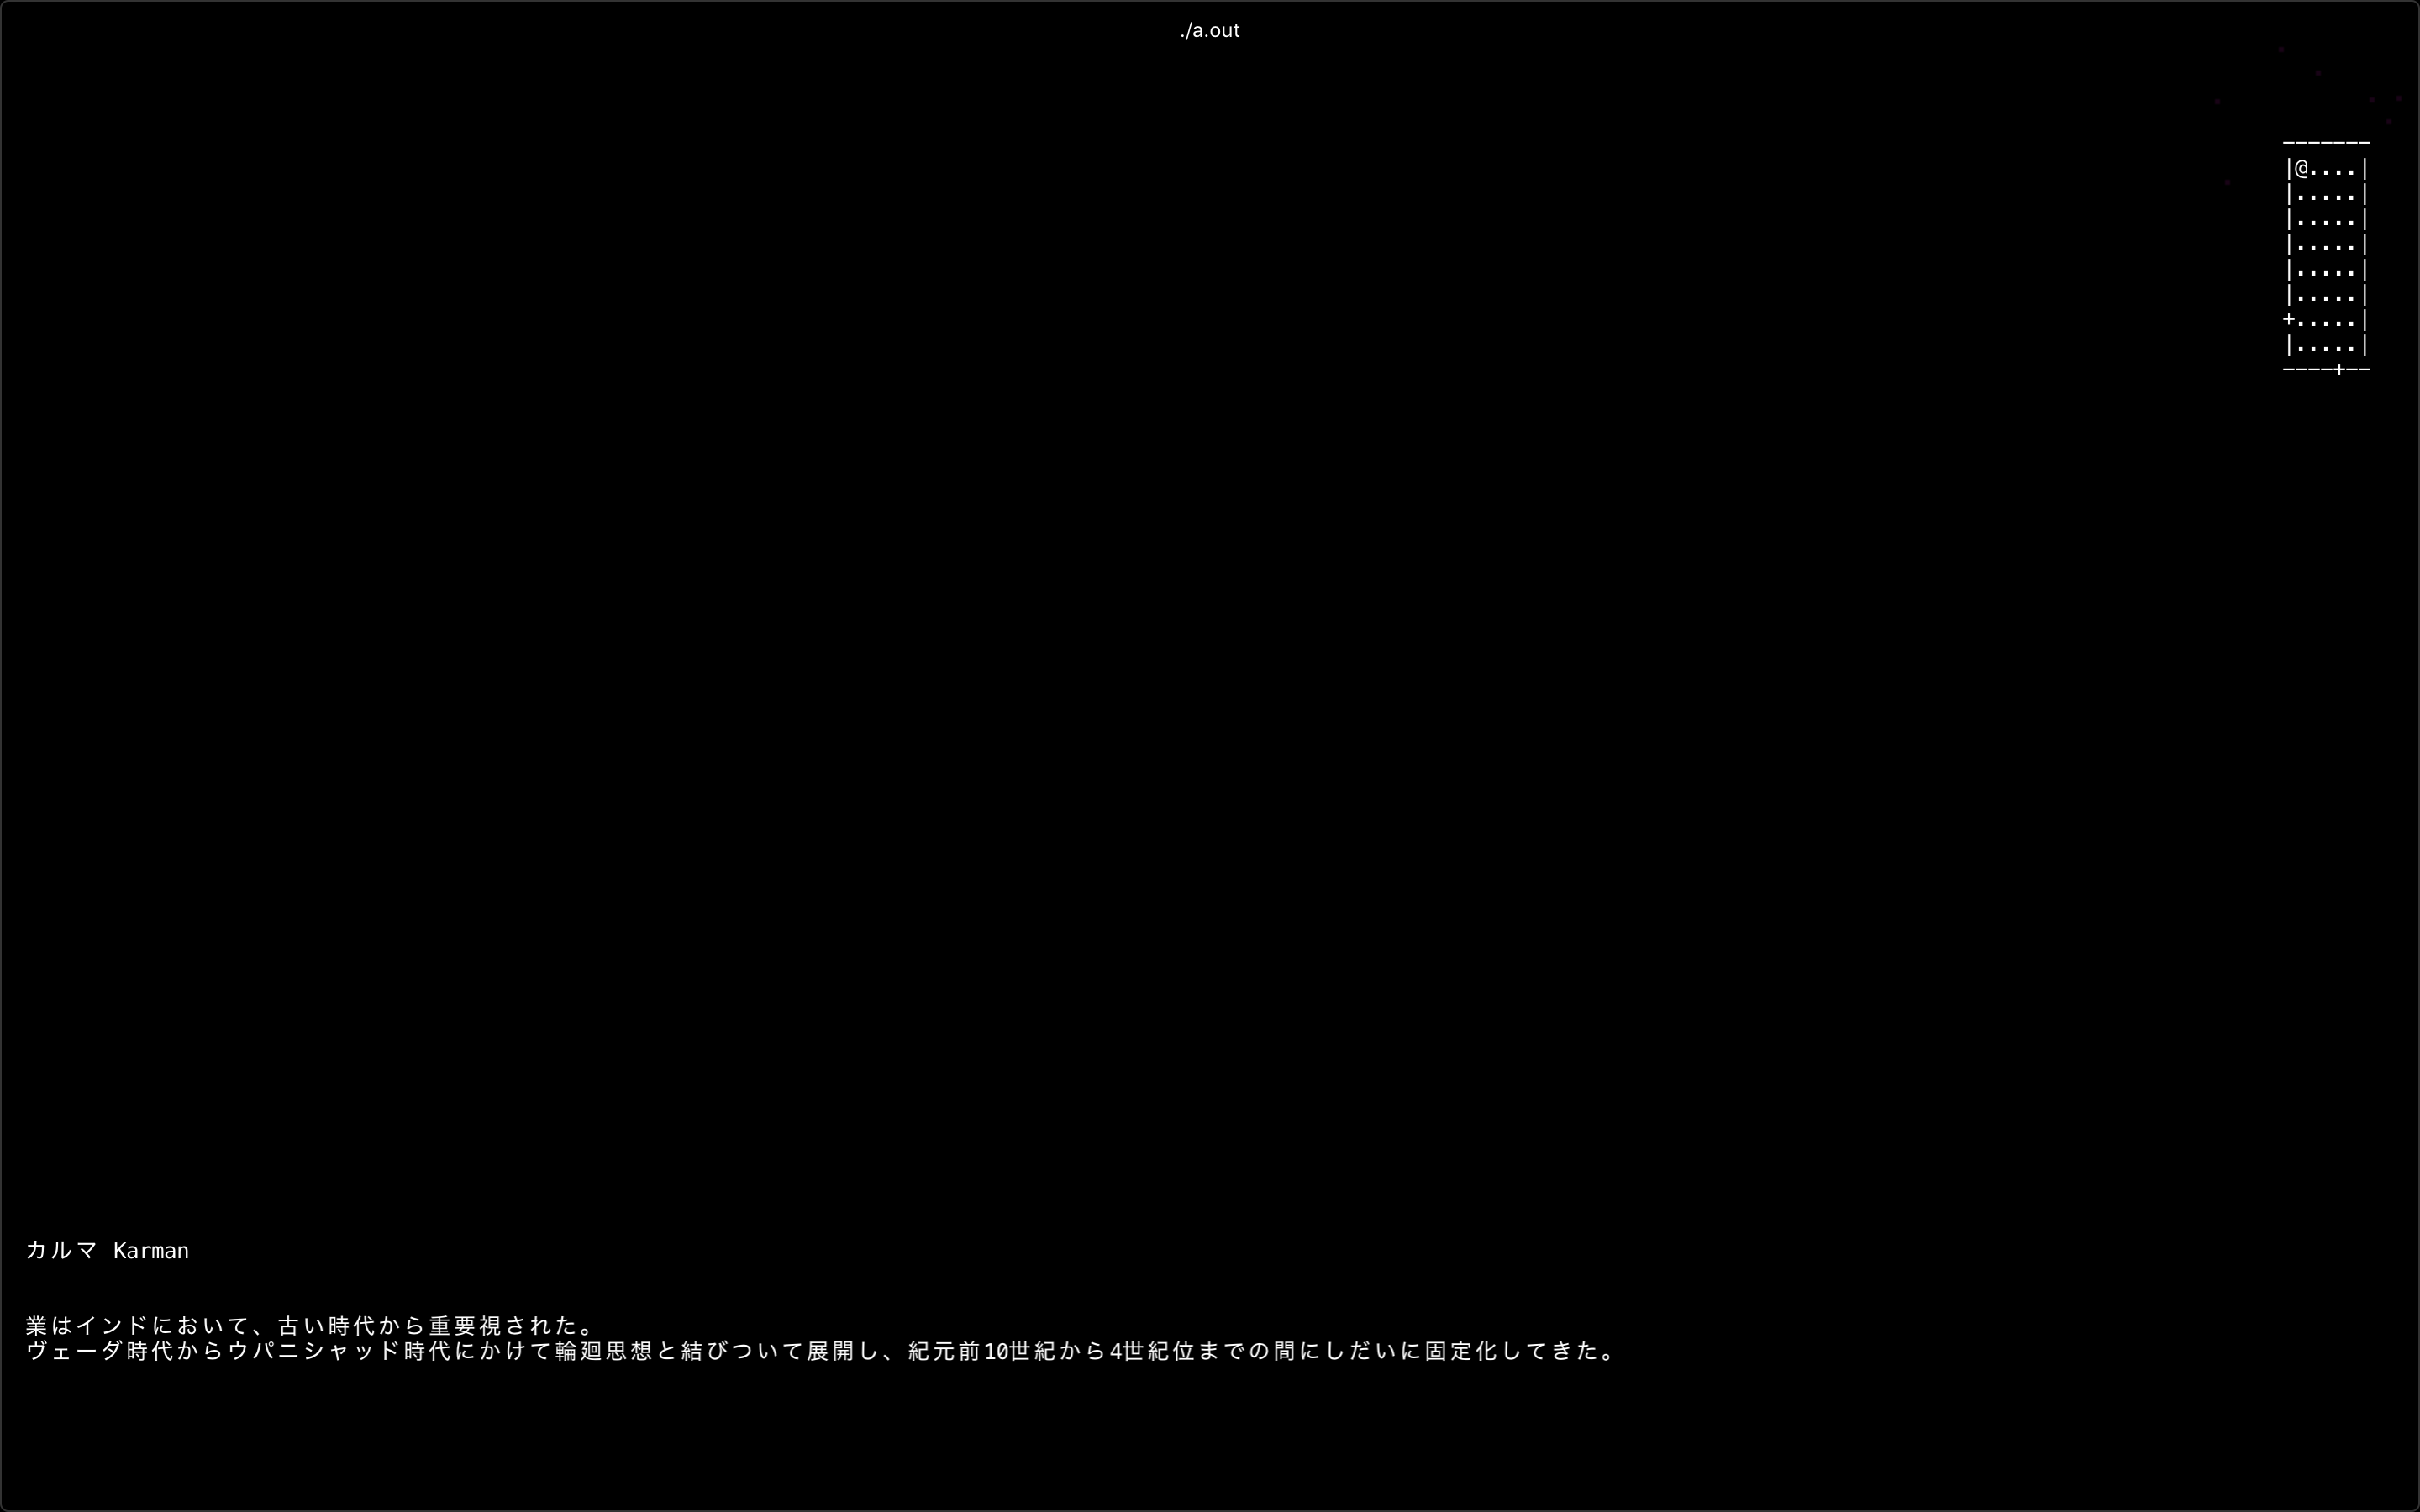 ./a.out
-------
|@....|
|.....|
|.....|
|.....|
|.....|
|.....|
+.....|
|.....|
----+--
カルマ Karman
業はインドにおいて、古い時代から重要視された。
ヴェーダ時代からウパニシャッド時代にかけて輪廻思想と結びついて展開し、紀元前10世紀から4世紀位までの間にしだいに固定化してきた。